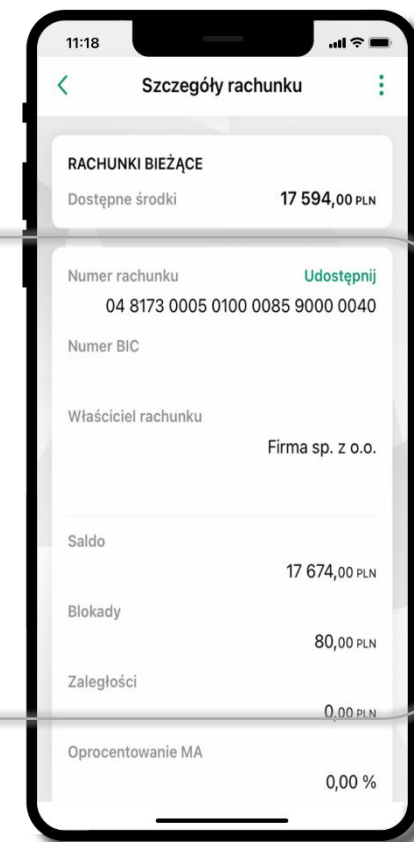 11:18
Szczegóły rachunku
RACHUNKI BIEŻĄCE
Dostępne środki 17 594,00 PLN
Numer rachunku Udostępnij
04 8173 0005 0100 0085 9000 0040
Numer BIC
Właściciel rachunku
Firma sp. z o.o.
Saldo
17 674,00 PLN
Blokady
80,00 PLN
Zaległości
0,00 PLN
Oprocentowanie MA
0,00 %